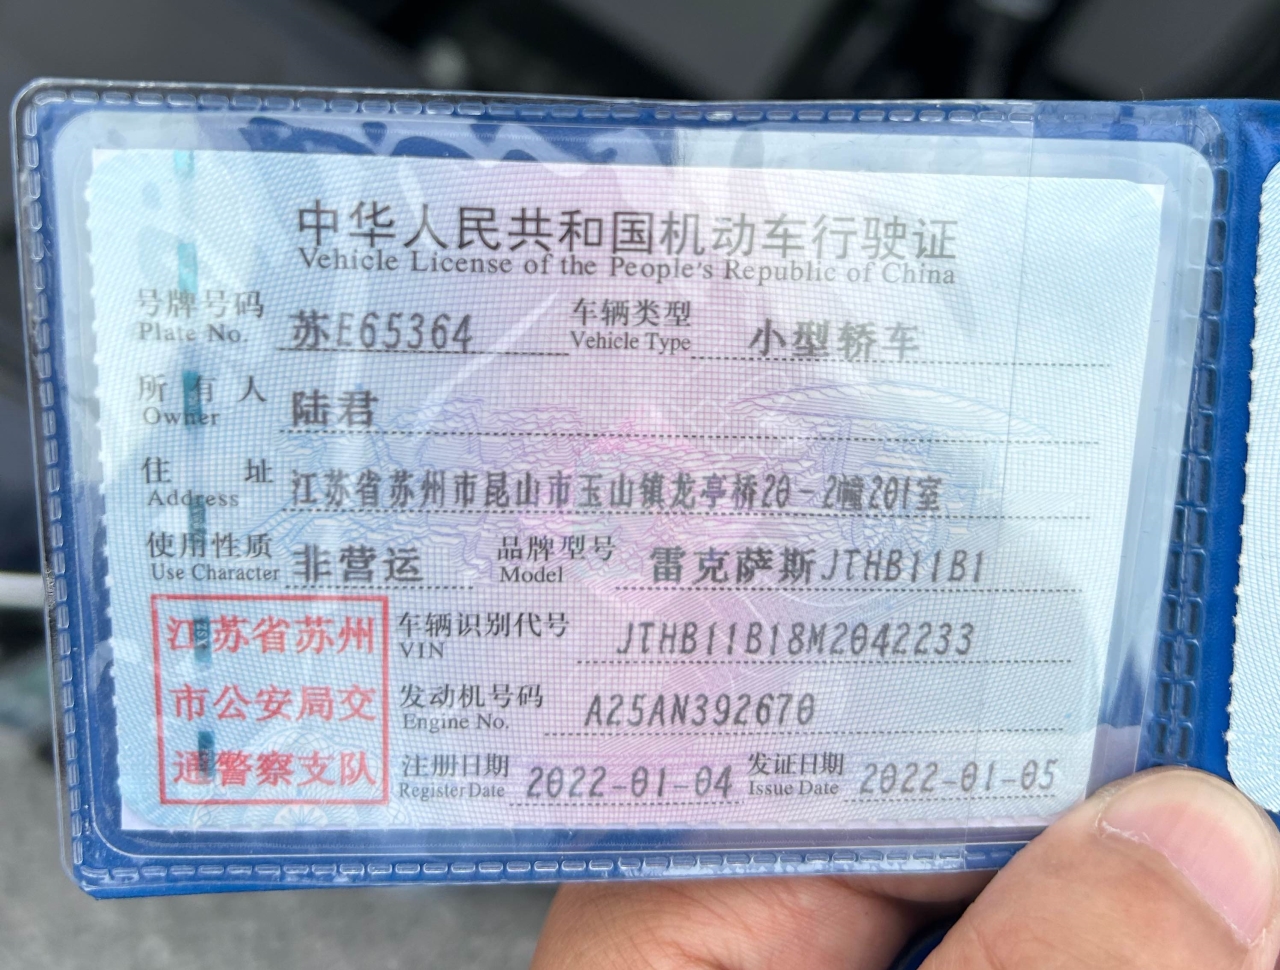 中华人民共和国机动车行驶证
Vehicle License of the People's Republic of China
号牌号码 苏E65364 车辆类型 小型轿车
Plate No. Vehicle Type
所有人 陆君
Owner
住址 江苏省苏州市昆山市玉山镇龙亭桥20-2幢201室
Address
使用性质 非营运 品牌型号 雷克萨斯JTHB11B1
Use Character Model
江苏省苏州
市公安局交
通警察支队
车辆识别代号 JTHB11B18M2042233
VIN
发动机号码 A25AN392670
Engine No.
注册日期 2022-01-04 发证日期 2022-01-05
Register Date Issue Date